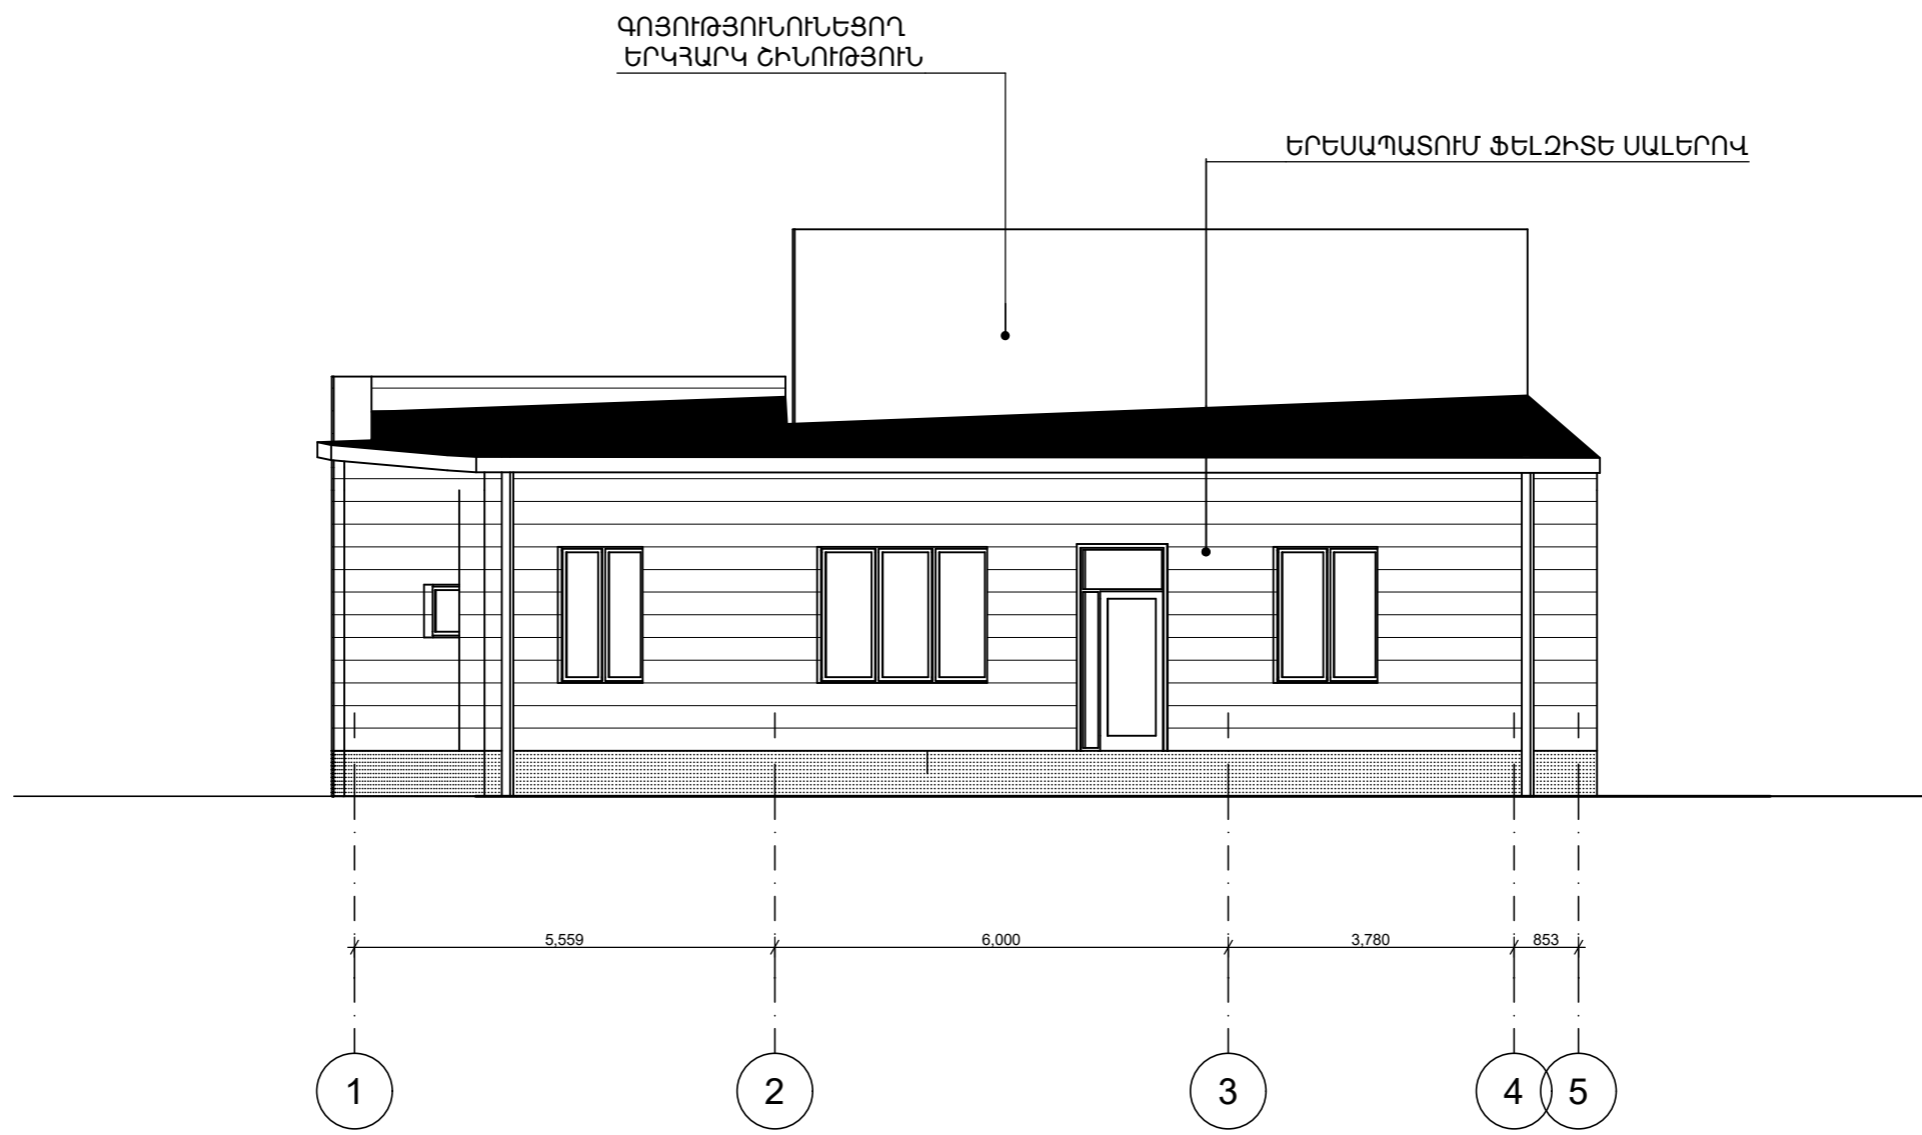 ԳՈՅՈՒԹՅՈՒՆՈՒՆԵՑՈՂ
ԵՐԿՀԱՐԿ ՇԻՆՈՒԹՅՈՒՆ
ԵՐԵՍԱՊԱՏՈՒՄ ՖԵԼԶԻՏԵ ՍԱԼԵՐՈՎ
5,559 6,000 3,780 853
1 2 3 4 5